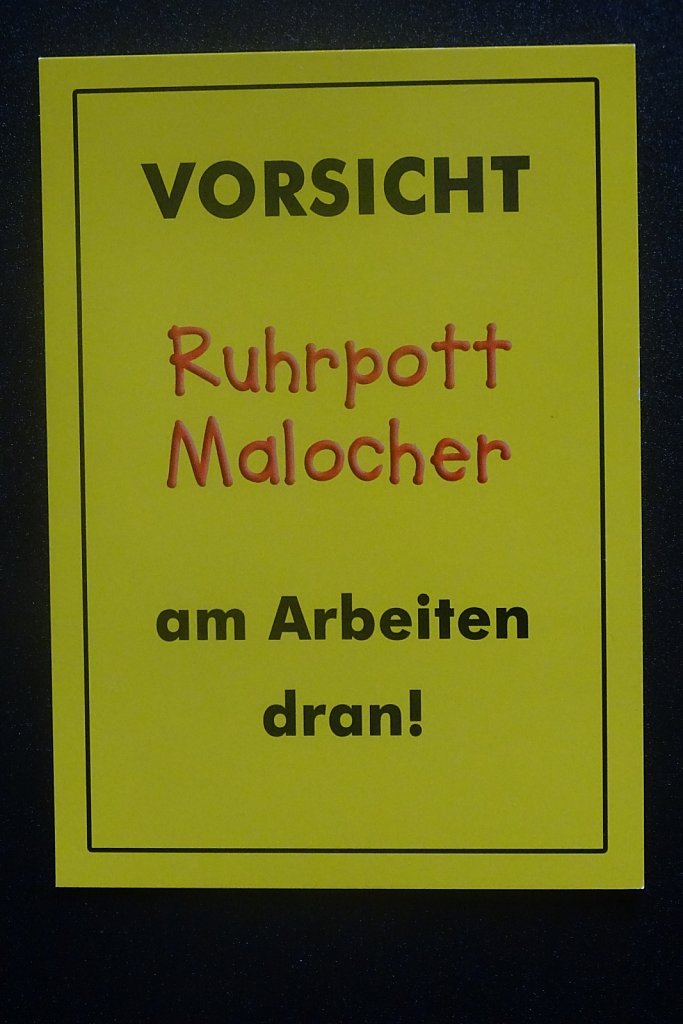 VORSICHT
Ruhrpott
Malocher
am Arbeiten
dran!